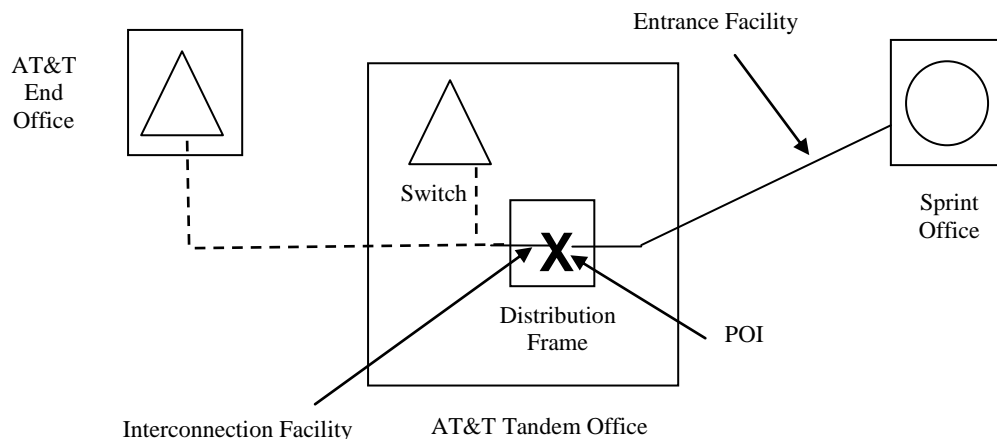 Entrance Facility
AT&T
End
Office
Switch
Sprint
Office
X
Distribution
Frame
POI
Interconnection Facility
AT&T Tandem Office